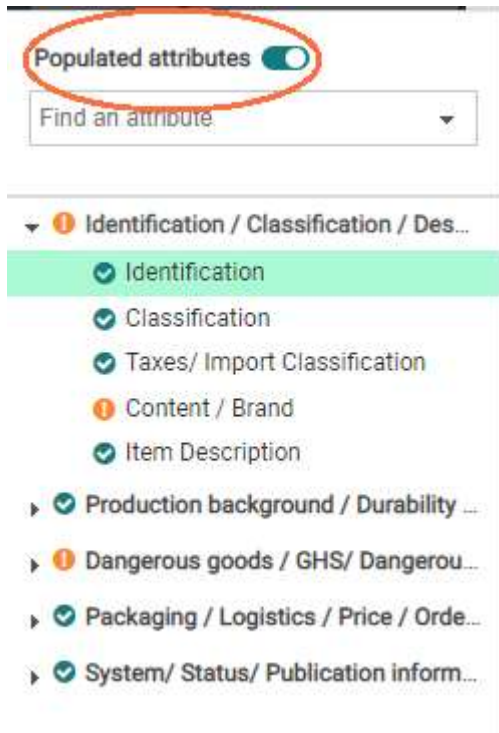 Populated attributes
Find an attribute
Identification / Classification / Des...
Identification
Classification
Taxes/ Import Classification
Content / Brand
Item Description
Production background / Durability ...
Dangerous goods / GHS/ Dangerou...
Packaging / Logistics / Price / Orde...
System/ Status/ Publication inform...